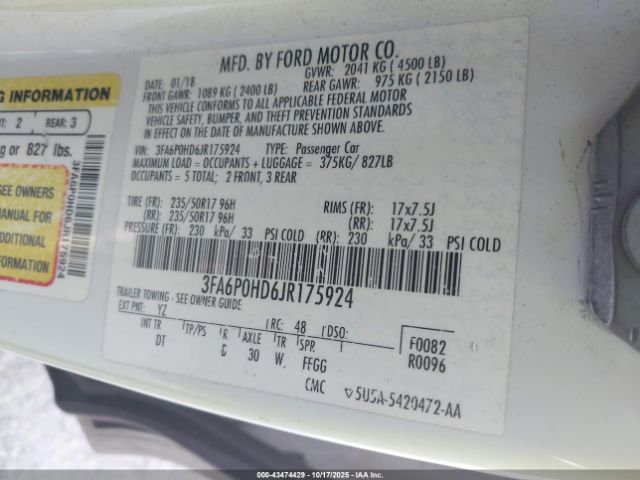 MFD. BY FORD MOTOR CO.
DATE: 01/18 GVWR: 2041 KG ( 4500 LB)
FRONT GAWR: 1089 KG ( 2400 LB) REAR GAWR: 975 KG ( 2150 LB)
THIS VEHICLE CONFORMS TO ALL APPLICABLE FEDERAL MOTOR
VEHICLE SAFETY, BUMPER, AND THEFT PREVENTION STANDARDS
IN EFFECT ON THE DATE OF MANUFACTURE SHOWN ABOVE.
VIN: 3FA6P0HD6JR175924 TYPE: Passenger Car
MAXIMUM LOAD = OCCUPANTS + LUGGAGE = 375KG/ 827LB
OCCUPANTS = 5 TOTAL; 2 FRONT, 3 REAR
TIRE (FR): 235/50R17 96H RIMS (FR): 17x7.5J
(RR): 235/50R17 96H (RR): 17x7.5J
PRESSURE (FR): 230 kPa/ 33 PSI COLD (RR): 230 kPa/ 33 PSI COLD
3FA6P0HD6JR175924
TRAILER TOWING - SEE OWNER GUIDE
EXT PNT: YZ RC: 48 DSO:
INT TR TP/PS R AXLE TR SPR
DT G 30 W FFGG
F0082
R0096
CMC 5U5A-5420472-AA
G INFORMATION
2 REAR: 3
g or 827 lbs.
SEE OWNERS
MANUAL FOR
ADDITIONAL
INFORMATION
3FA6P0HD6JR175924
000-43474429 - 10/17/2025 - IAAI.COM